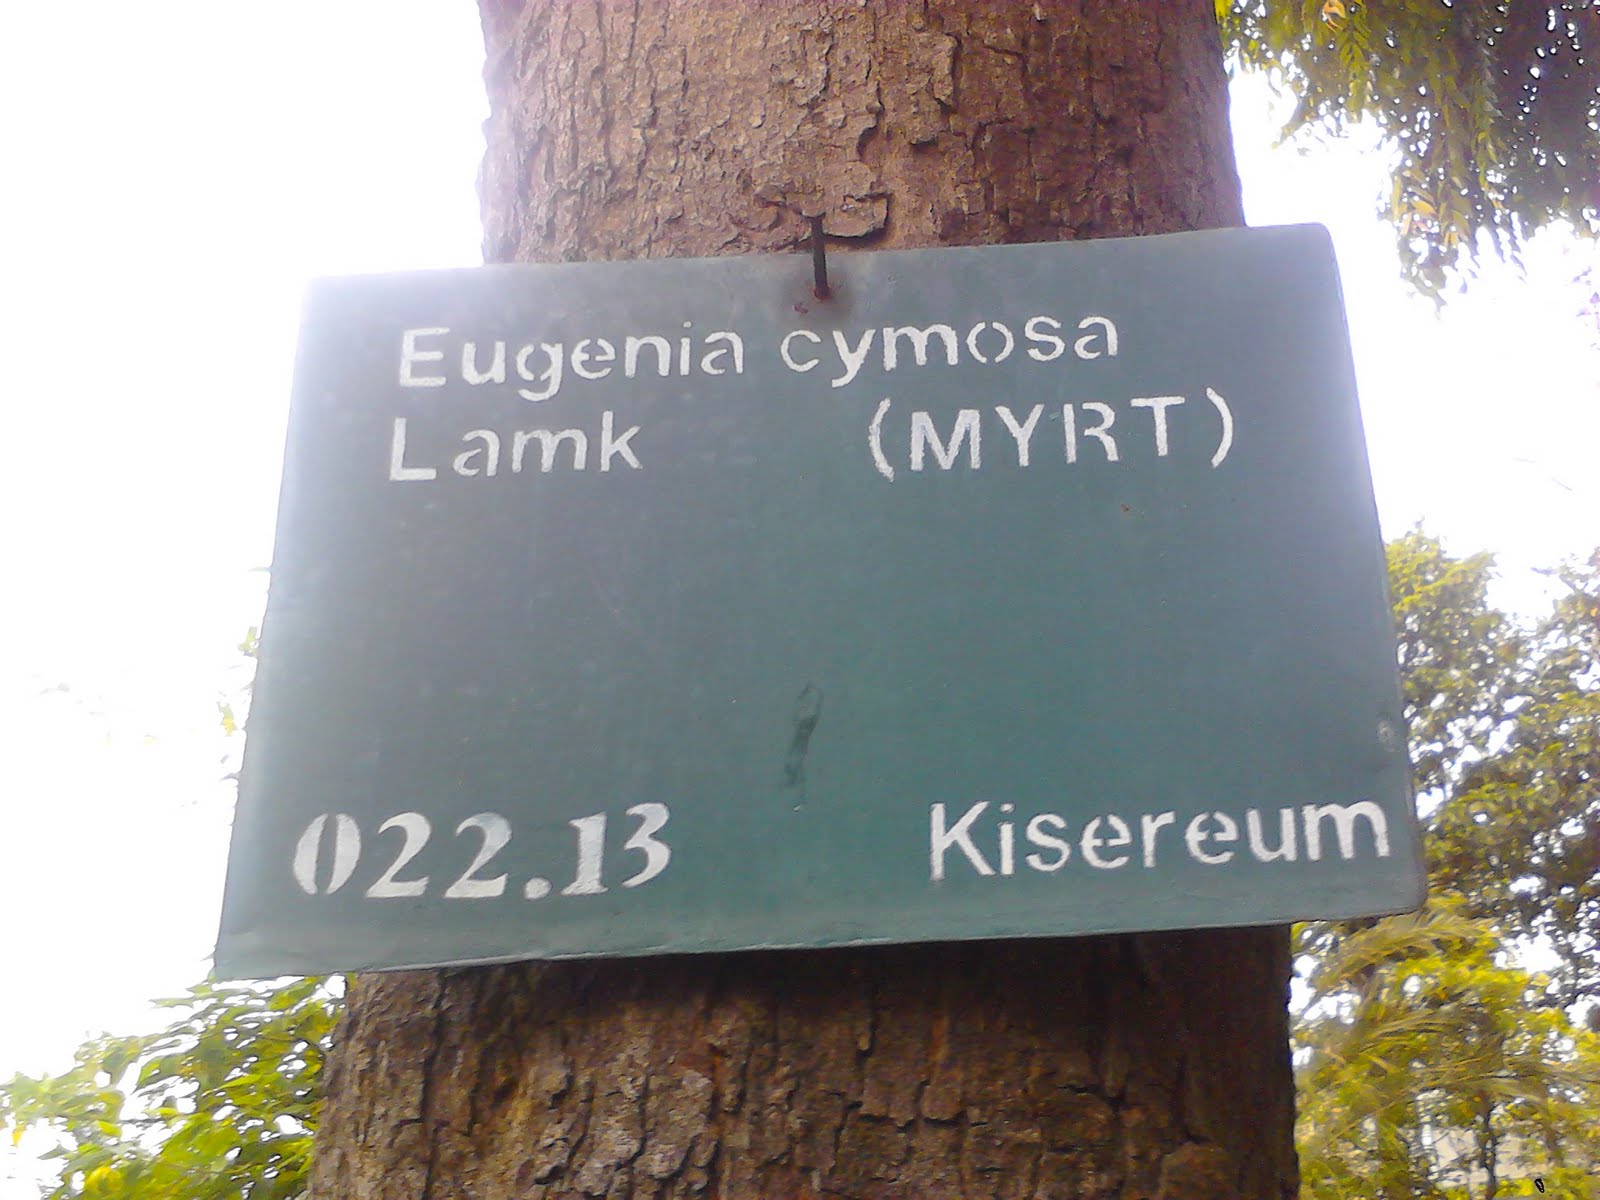 Eugenia cymosa
Lamk (MYRT)
022.13 Kisereum